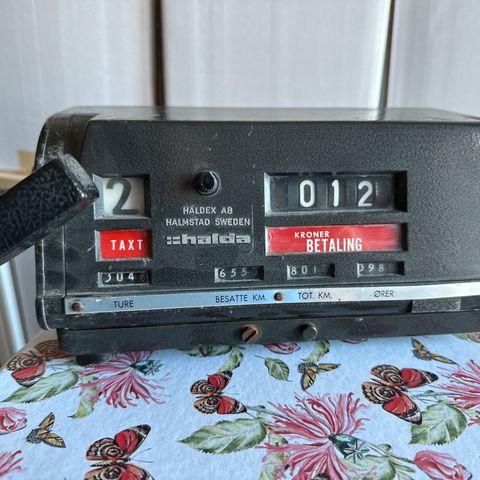 2
012
HALDEX AB
HALMSTAD SWEDEN
halda
TAXT
KRONER
BETALING
304
655
801
398
TURE
BESATTE KM.
TOT. KM.
ØRER